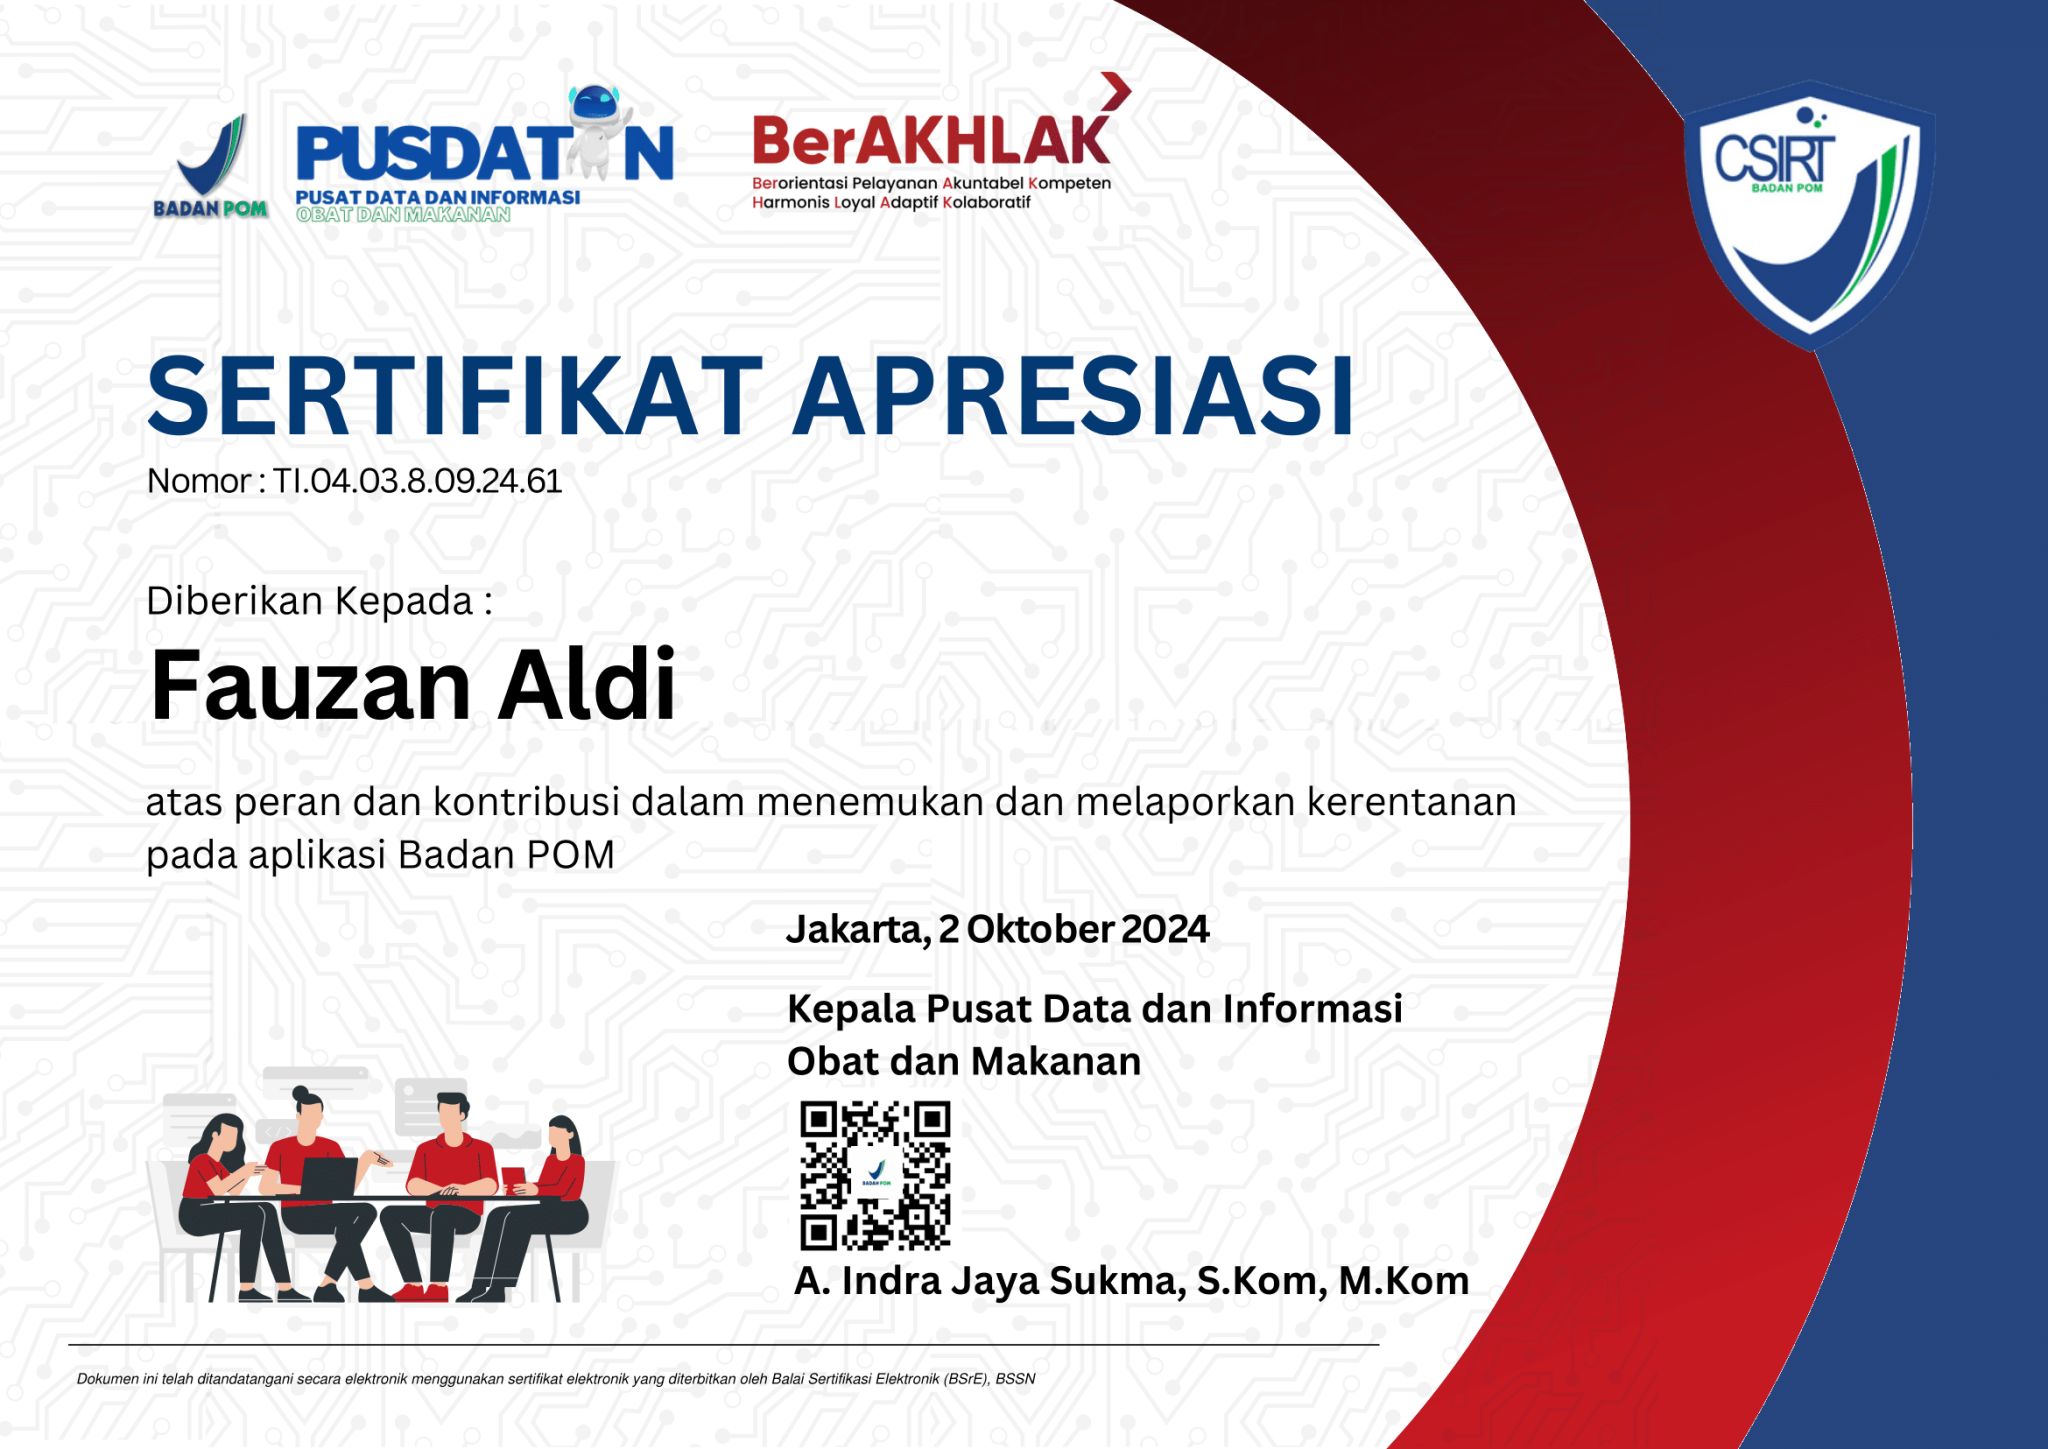 BADAN POM
PUSDATIN
PUSAT DATA DAN INFORMASI
OBAT DAN MAKANAN
BerAKHLAK
Berorientasi Pelayanan Akuntabel Kompeten
Harmonis Loyal Adaptif Kolaboratif
CSIRT
BADAN POM
SERTIFIKAT APRESIASI
Nomor : TI.04.03.8.09.24.61
Diberikan Kepada :
Fauzan Aldi
atas peran dan kontribusi dalam menemukan dan melaporkan kerentanan
pada aplikasi Badan POM
Jakarta, 2 Oktober 2024
Kepala Pusat Data dan Informasi
Obat dan Makanan
BADAN POM
A. Indra Jaya Sukma, S.Kom, M.Kom
Dokumen ini telah ditandatangani secara elektronik menggunakan sertifikat elektronik yang diterbitkan oleh Balai Sertifikasi Elektronik (BSrE), BSSN